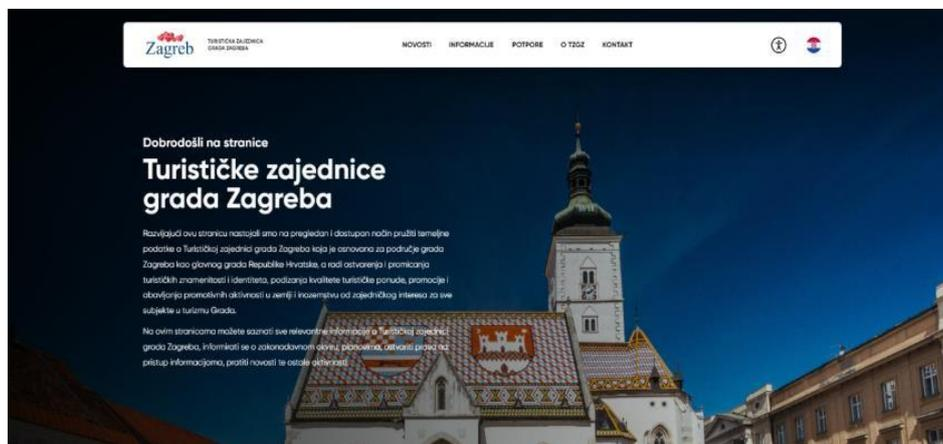 Zagreb
TURISTIČKA ZAJEDNICA
GRADA ZAGREBA
NOVOSTI INFORMACIJE POTPORE O TZGZ KONTAKT
Dobrodošli na stranice
Turističke zajednice
grada Zagreba
Razvijajući ovu stranicu nastojali smo na pregledan i dostupan način pružiti temeljne
podatke o Turističkoj zajednici grada Zagreba koja je osnovana za područje grada
Zagreba kao glavnog grada Republike Hrvatske, a radi ostvarenja i promicanja
turističkih znamenitosti i identiteta, podizanja kvalitete turističke ponude, promocije i
obavljanja promotivnih aktivnosti u zemlji i inozemstvu od zajedničkog interesa za sve
subjekte u turizmu Grada.
Na ovim stranicama možete saznati sve relevantne informacije o Turističkoj zajednici
grada Zagreba, informirati se o zakonodavnom okviru, planovima, ostvariti prava na
pristup informacijama, pratiti novosti te ostale aktivnosti.